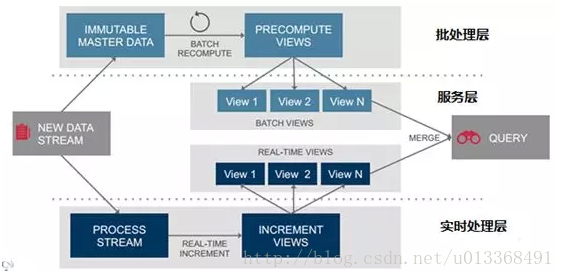 IMMUTABLE
MASTER DATA
BATCH
RECOMPUTE
PRECOMPUTE
VIEWS
批处理层
View 1
View 2
View N
BATCH VIEWS
服务层
NEW DATA
STREAM
MERGE
QUERY
REAL-TIME VIEWS
View 1
View 2
View N
PROCESS
STREAM
REAL-TIME
INCREMENT
INCREMENT
VIEWS
实时处理层
http://blog.csdn.net/u013368491